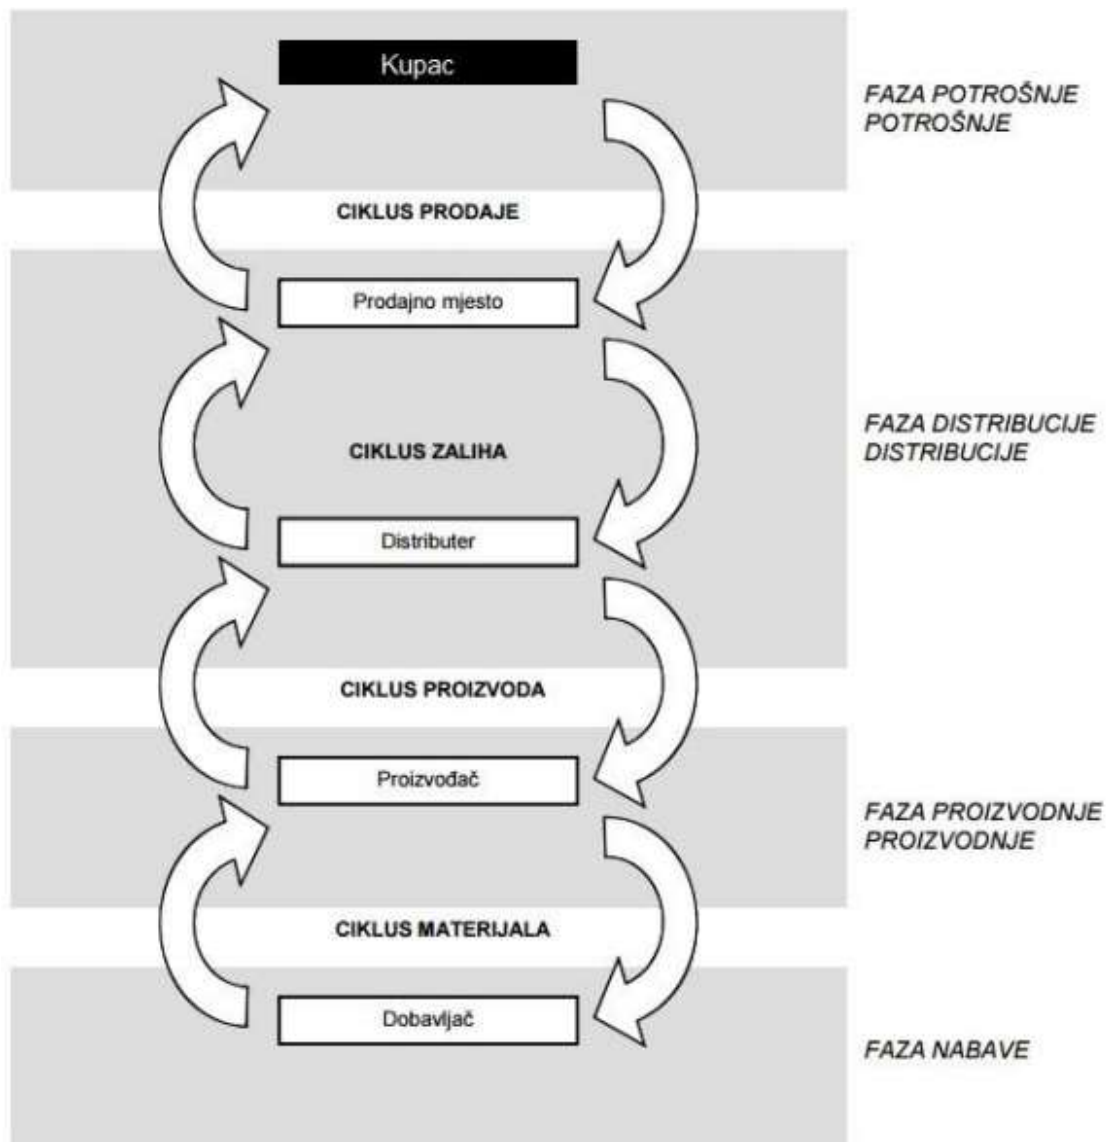 Kupac
FAZA POTROŠNJE
POTROŠNJE
CIKLUS PRODAJE
Prodajno mjesto
FAZA DISTRIBUCIJE
DISTRIBUCIJE
CIKLUS ZALIHA
Distributer
CIKLUS PROIZVODA
Proizvođač
FAZA PROIZVODNJE
PROIZVODNJE
CIKLUS MATERIJALA
Dobavljač
FAZA NABAVE